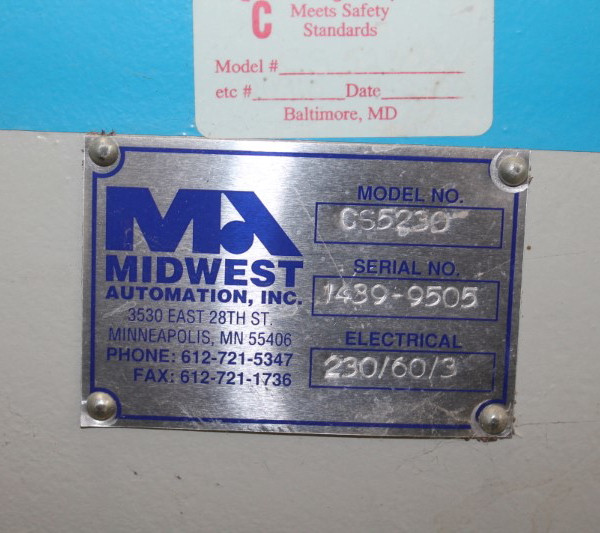 C
Meets Safety
Standards
Model #
etc # Date
Baltimore, MD
MA
MIDWEST
AUTOMATION, INC.
3530 EAST 28TH ST.
MINNEAPOLIS, MN 55406
PHONE: 612-721-5347
FAX: 612-721-1736
MODEL NO.
CS5230
SERIAL NO.
1439-9505
ELECTRICAL
230/60/3